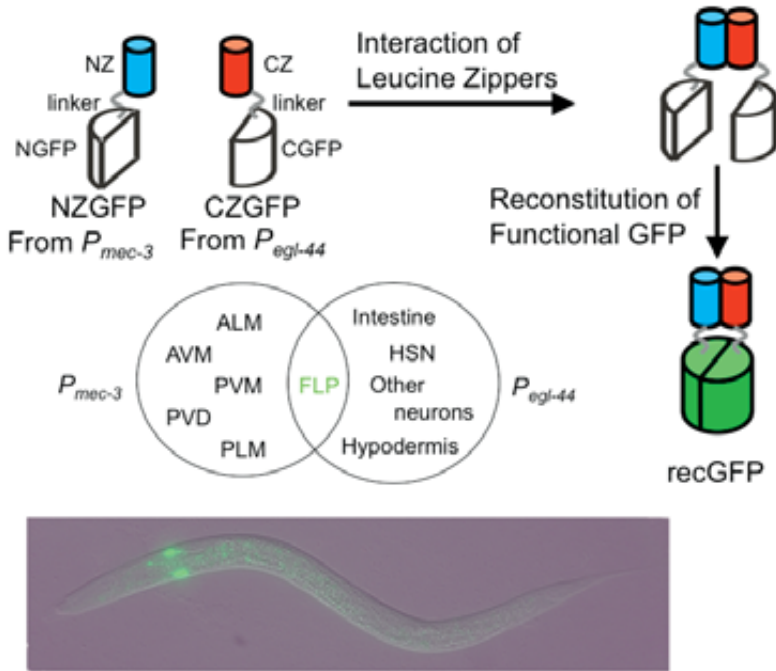 NZ
CZ
linker
linker
NGFP
CGFP
NZGFP
CZGFP
From Pmec-3
From Pegl-44
Interaction of
Leucine Zippers
Reconstitution of
Functional GFP
recGFP
Pmec-3
ALM
AVM
PVM
PVD
PLM
FLP
Intestine
HSN
Other
neurons
Hypodermis
Pegl-44